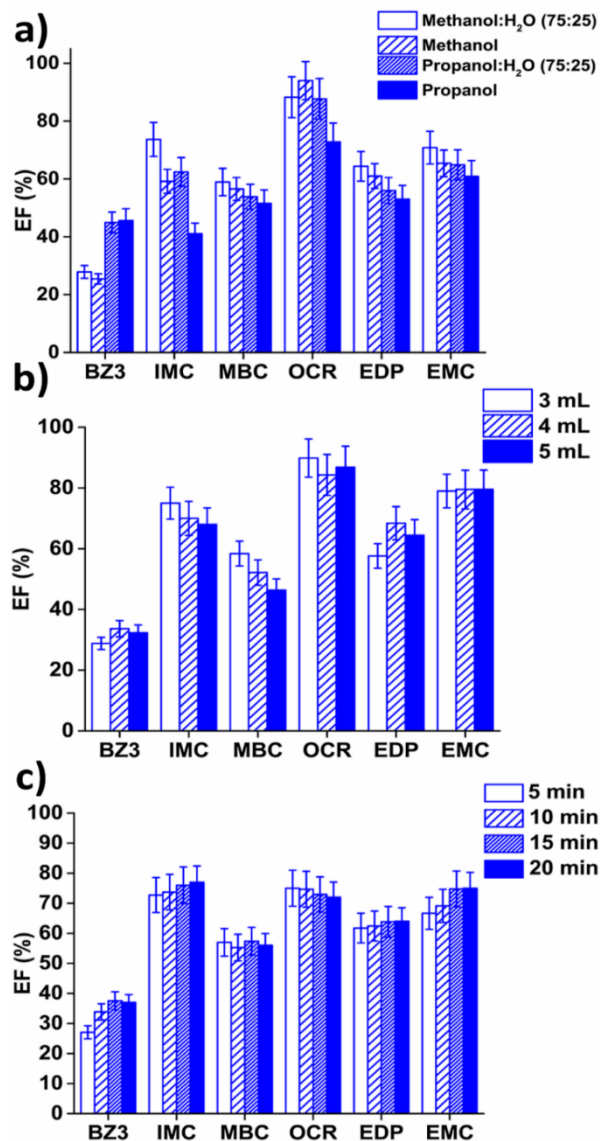 a)
Methanol:H₂O (75:25)
Methanol
Propanol:H₂O (75:25)
Propanol
EF (%)
100
80
60
40
20
0
BZ3 IMC MBC OCR EDP EMC
b)
3 mL
4 mL
5 mL
EF (%)
100
80
60
40
20
0
BZ3 IMC MBC OCR EDP EMC
c)
5 min
10 min
15 min
20 min
EF (%)
100
90
80
70
60
50
40
30
20
10
0
BZ3 IMC MBC OCR EDP EMC